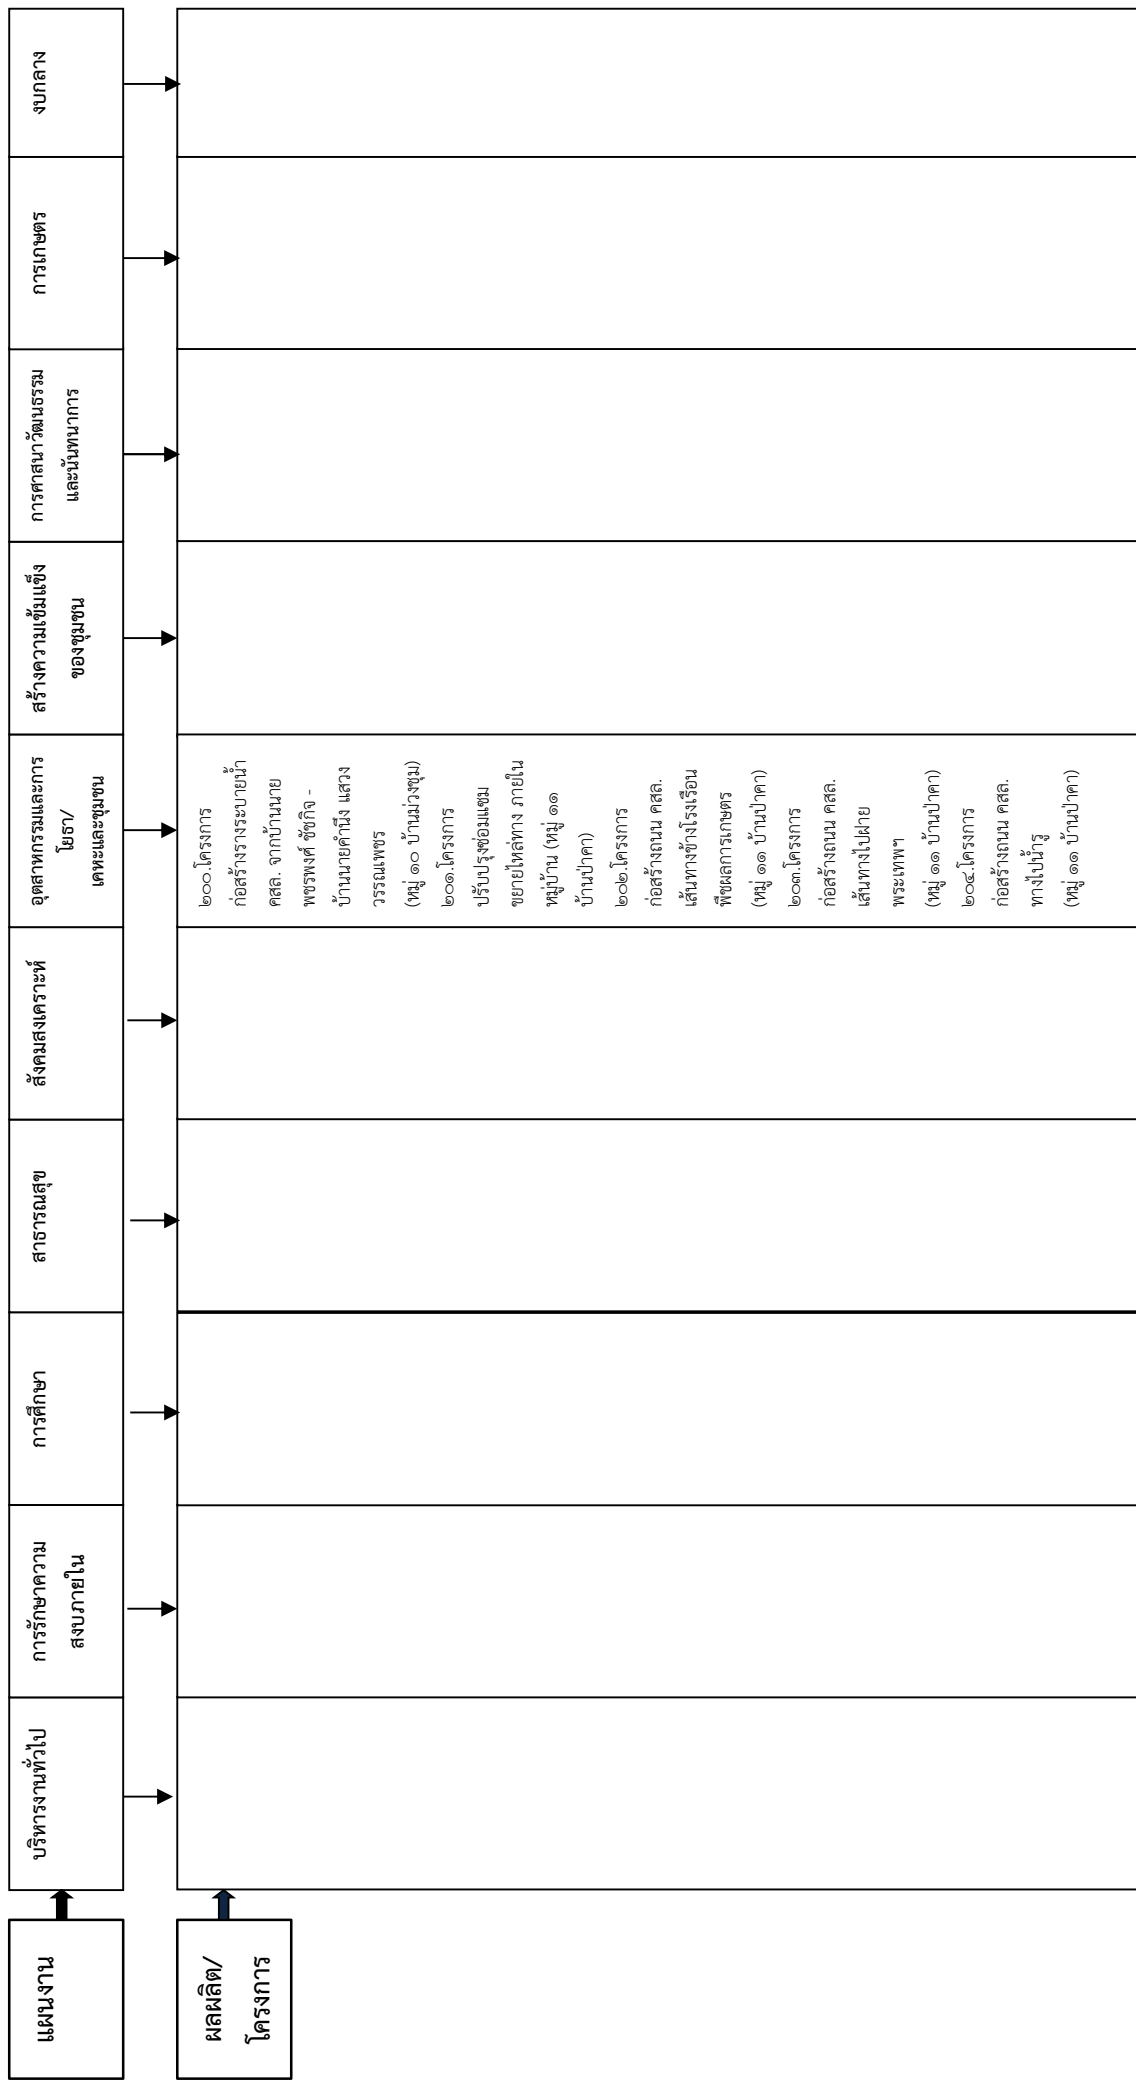 แผนงาน
บริหารงานทั่วไป
การรักษาความ
สงบภายใน
การศึกษา
สาธารณสุข
สังคมสงเคราะห์
อุตสาหกรรมและการ
โยธา/
เคหะและชุมชน
สร้างความเข้มแข็ง
ของชุมชน
การศาสนาวัฒนธรรม
และนันทนาการ
การเกษตร
งบกลาง
ผลผลิต/
โครงการ
๒๐๐.โครงการ
ก่อสร้างรางระบายน้ำ
คสล. จากบ้านนาย
พชรพงศ์ ชัชกิจ -
บ้านนายคำนึง แสวง
วรรณเพชร
(หมู่ ๑๐ บ้านม่วงชุม)
๒๐๑.โครงการ
ปรับปรุงซ่อมแซม
ขยายไหล่ทาง ภายใน
หมู่บ้าน (หมู่ ๑๑
บ้านป่าคา)
๒๐๒.โครงการ
ก่อสร้างถนน คสล.
เส้นทางข้างโรงเรือน
พืชผลการเกษตร
(หมู่ ๑๑ บ้านป่าคา)
๒๐๓.โครงการ
ก่อสร้างถนน คสล.
เส้นทางไปฝาย
พระเทพฯ
(หมู่ ๑๑ บ้านป่าคา)
๒๐๔.โครงการ
ก่อสร้างถนน คสล.
ทางไปน้ำรู
(หมู่ ๑๑ บ้านป่าคา)